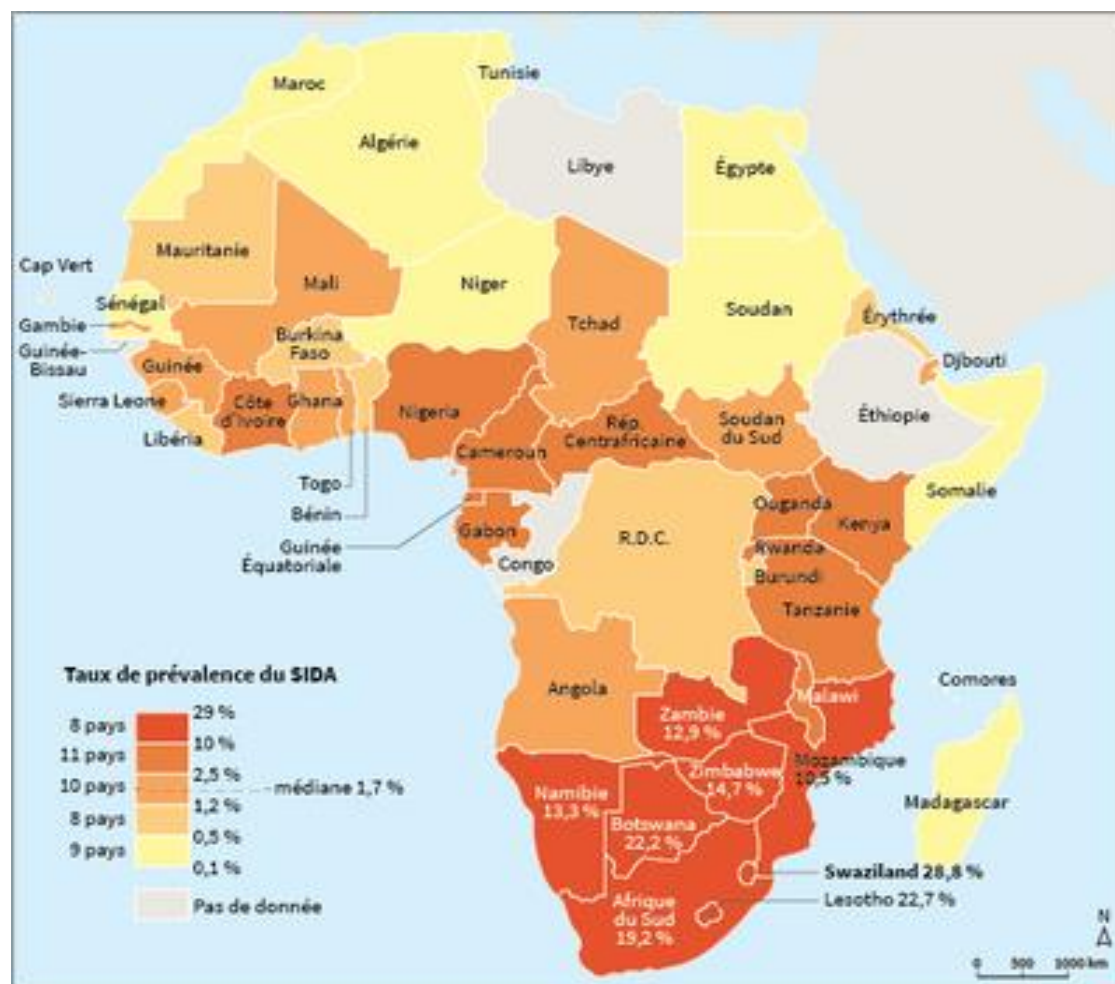 Tunisie
Maroc
Algérie
Libye
Égypte
Mauritanie
Cap Vert
Mali
Niger
Sénégal
Soudan
Érythrée
Gambie
Tchad
Burkina
Faso
Guinée-
Bissau
Djibouti
Guinée
Sierra Leone
Côte
d'ivoire
Ghana
Nigeria
Rép.
Centrafricaine
Soudan
du Sud
Éthiopie
Libéria
Cameroun
Togo
Somalie
Ouganda
Bénin
Kenya
Gabon
R.D.C.
Guinée
Équatoriale
Rwanda
Congo
Burundi
Tanzanie
Taux de prévalence du SIDA
Comores
Angola
Malawi
8 pays
11 pays
10 pays
8 pays
9 pays
29 %
10 %
2,5 %
1,2 %
0,5 %
0,1 %
médiane 1,7 %
Pas de donnée
Zambie
12,9 %
Mozambique
10,5 %
Zimbabwe
14,7 %
Namibie
13,3 %
Madagascar
Botswana
22,2 %
Swaziland 28,8 %
Lesotho 22,7 %
Afrique
du Sud
19,2 %
N
0 500 1000 km